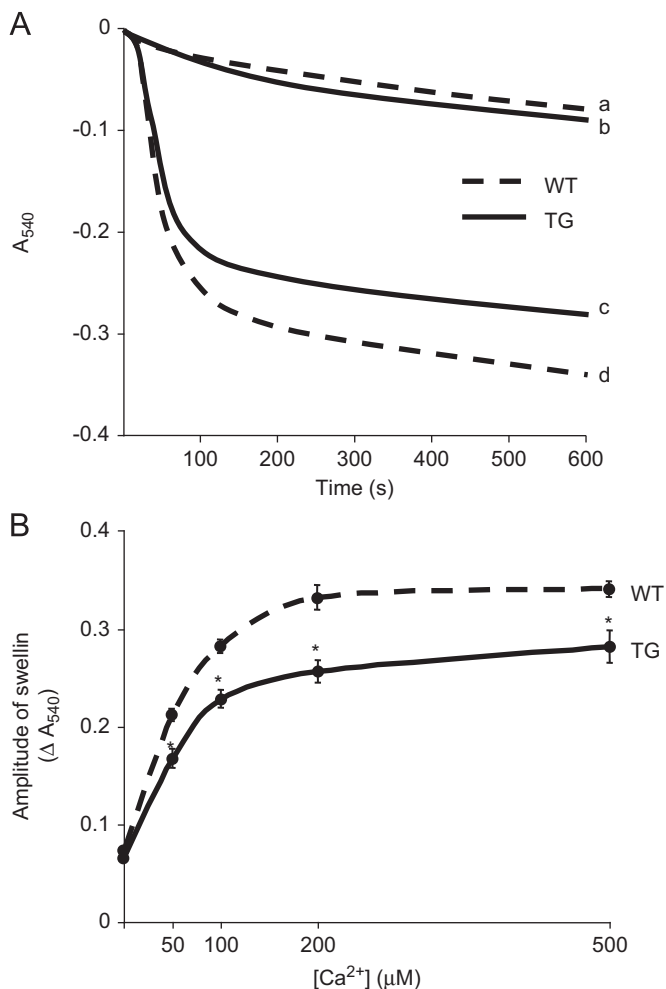 A
0
-0.1
-0.2
-0.3
-0.4
A540
100
200
300
400
500
600
Time (s)
WT
TG
a
b
c
d
B
0.4
0.3
0.2
0.1
0
Amplitude of swellin
(Δ A540)
50
100
200
500
[Ca2+] (μM)
WT
TG
*
*
*
*